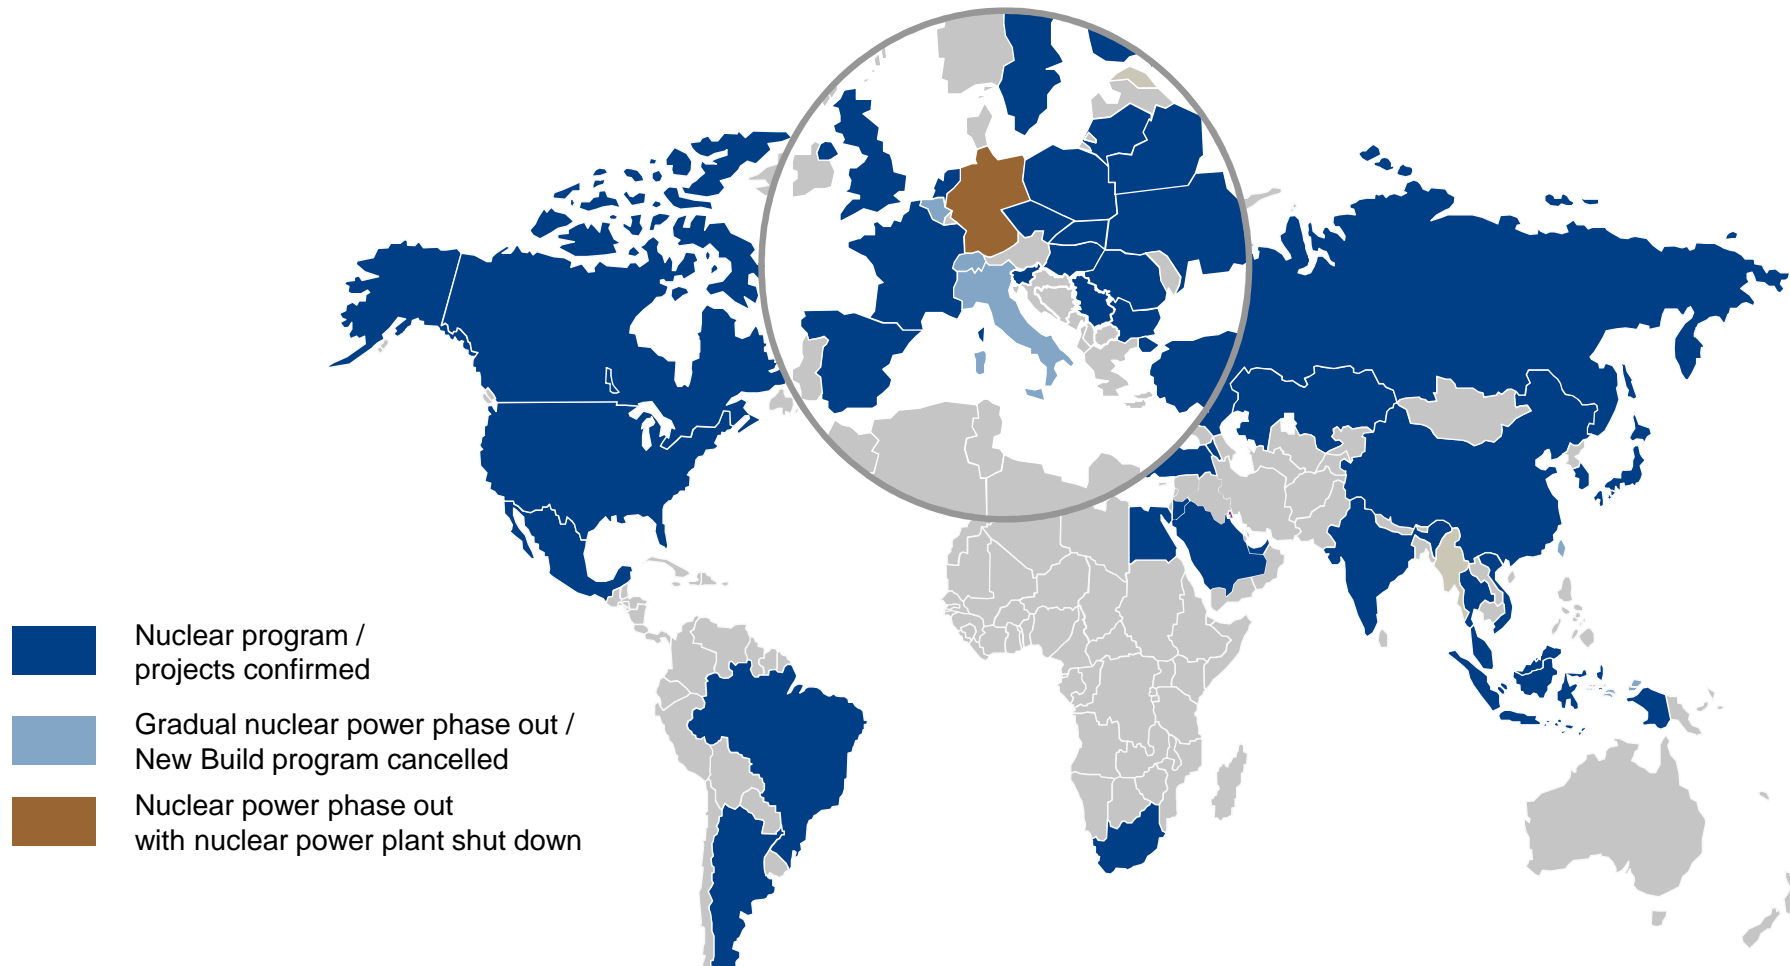 Nuclear program /
projects confirmed
Gradual nuclear power phase out /
New Build program cancelled
Nuclear power phase out
with nuclear power plant shut down